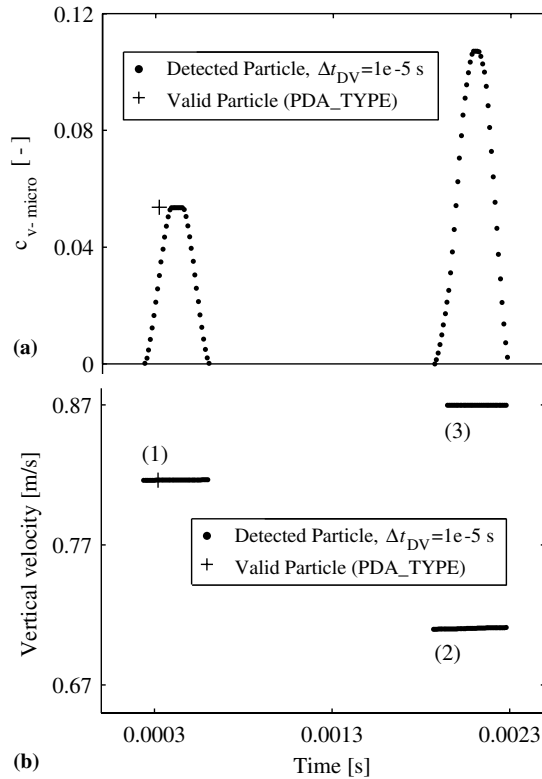 0.12
Detected Particle, Δt_DV=1e-5 s
Valid Particle (PDA_TYPE)
0.08
c_v-micro [ - ]
0.04
(a)
0
0.87
(1)
(3)
Vertical velocity [m/s]
0.77
Detected Particle, Δt_DV=1e-5 s
Valid Particle (PDA_TYPE)
(2)
0.67
0.0003
0.0013
0.0023
(b)
Time [s]